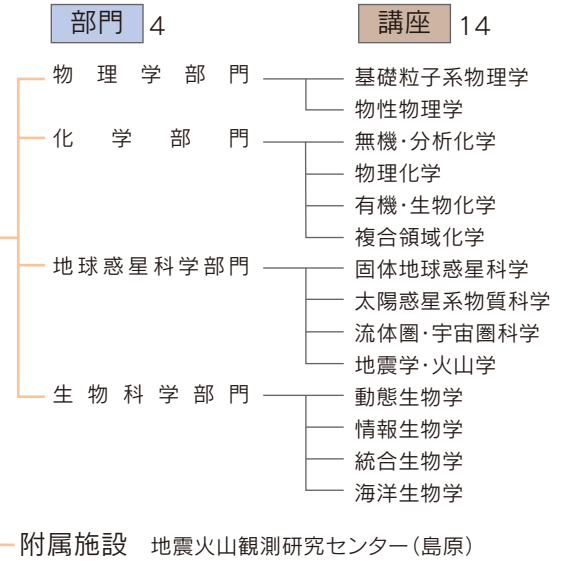 部門 4 講座 14
物理学部門 基礎粒子系物理学
物性物理学
化学部門 無機・分析化学
物理化学
有機・生物化学
複合領域化学
地球惑星科学部門 固体地球惑星科学
太陽惑星系物質科学
流体圏・宇宙圏科学
地震学・火山学
生物科学部門 動態生物学
情報生物学
統合生物学
海洋生物学
附属施設 地震火山観測研究センター(島原)